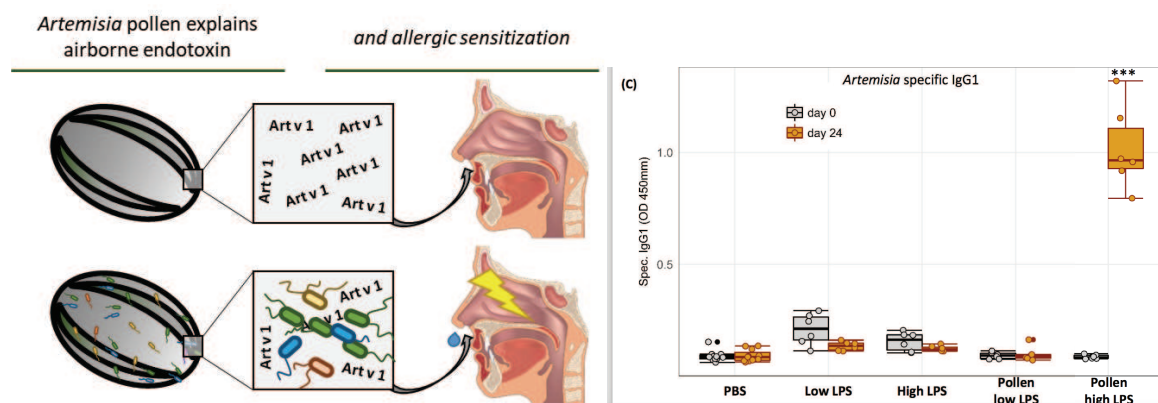 Artemisia pollen explains
airborne endotoxin
and allergic sensitization
Art v 1
Art v 1
Art v 1
Art v 1
Art v 1
Art v 1
Art v 1
Art v 1
v 1
Art v 1
Art v 1
(C)
Artemisia specific IgG1
day 0
day 24
***
Spec. IgG1 (OD 450mm)
1.0
0.5
PBS
Low LPS
High LPS
Pollen
low LPS
Pollen
high LPS